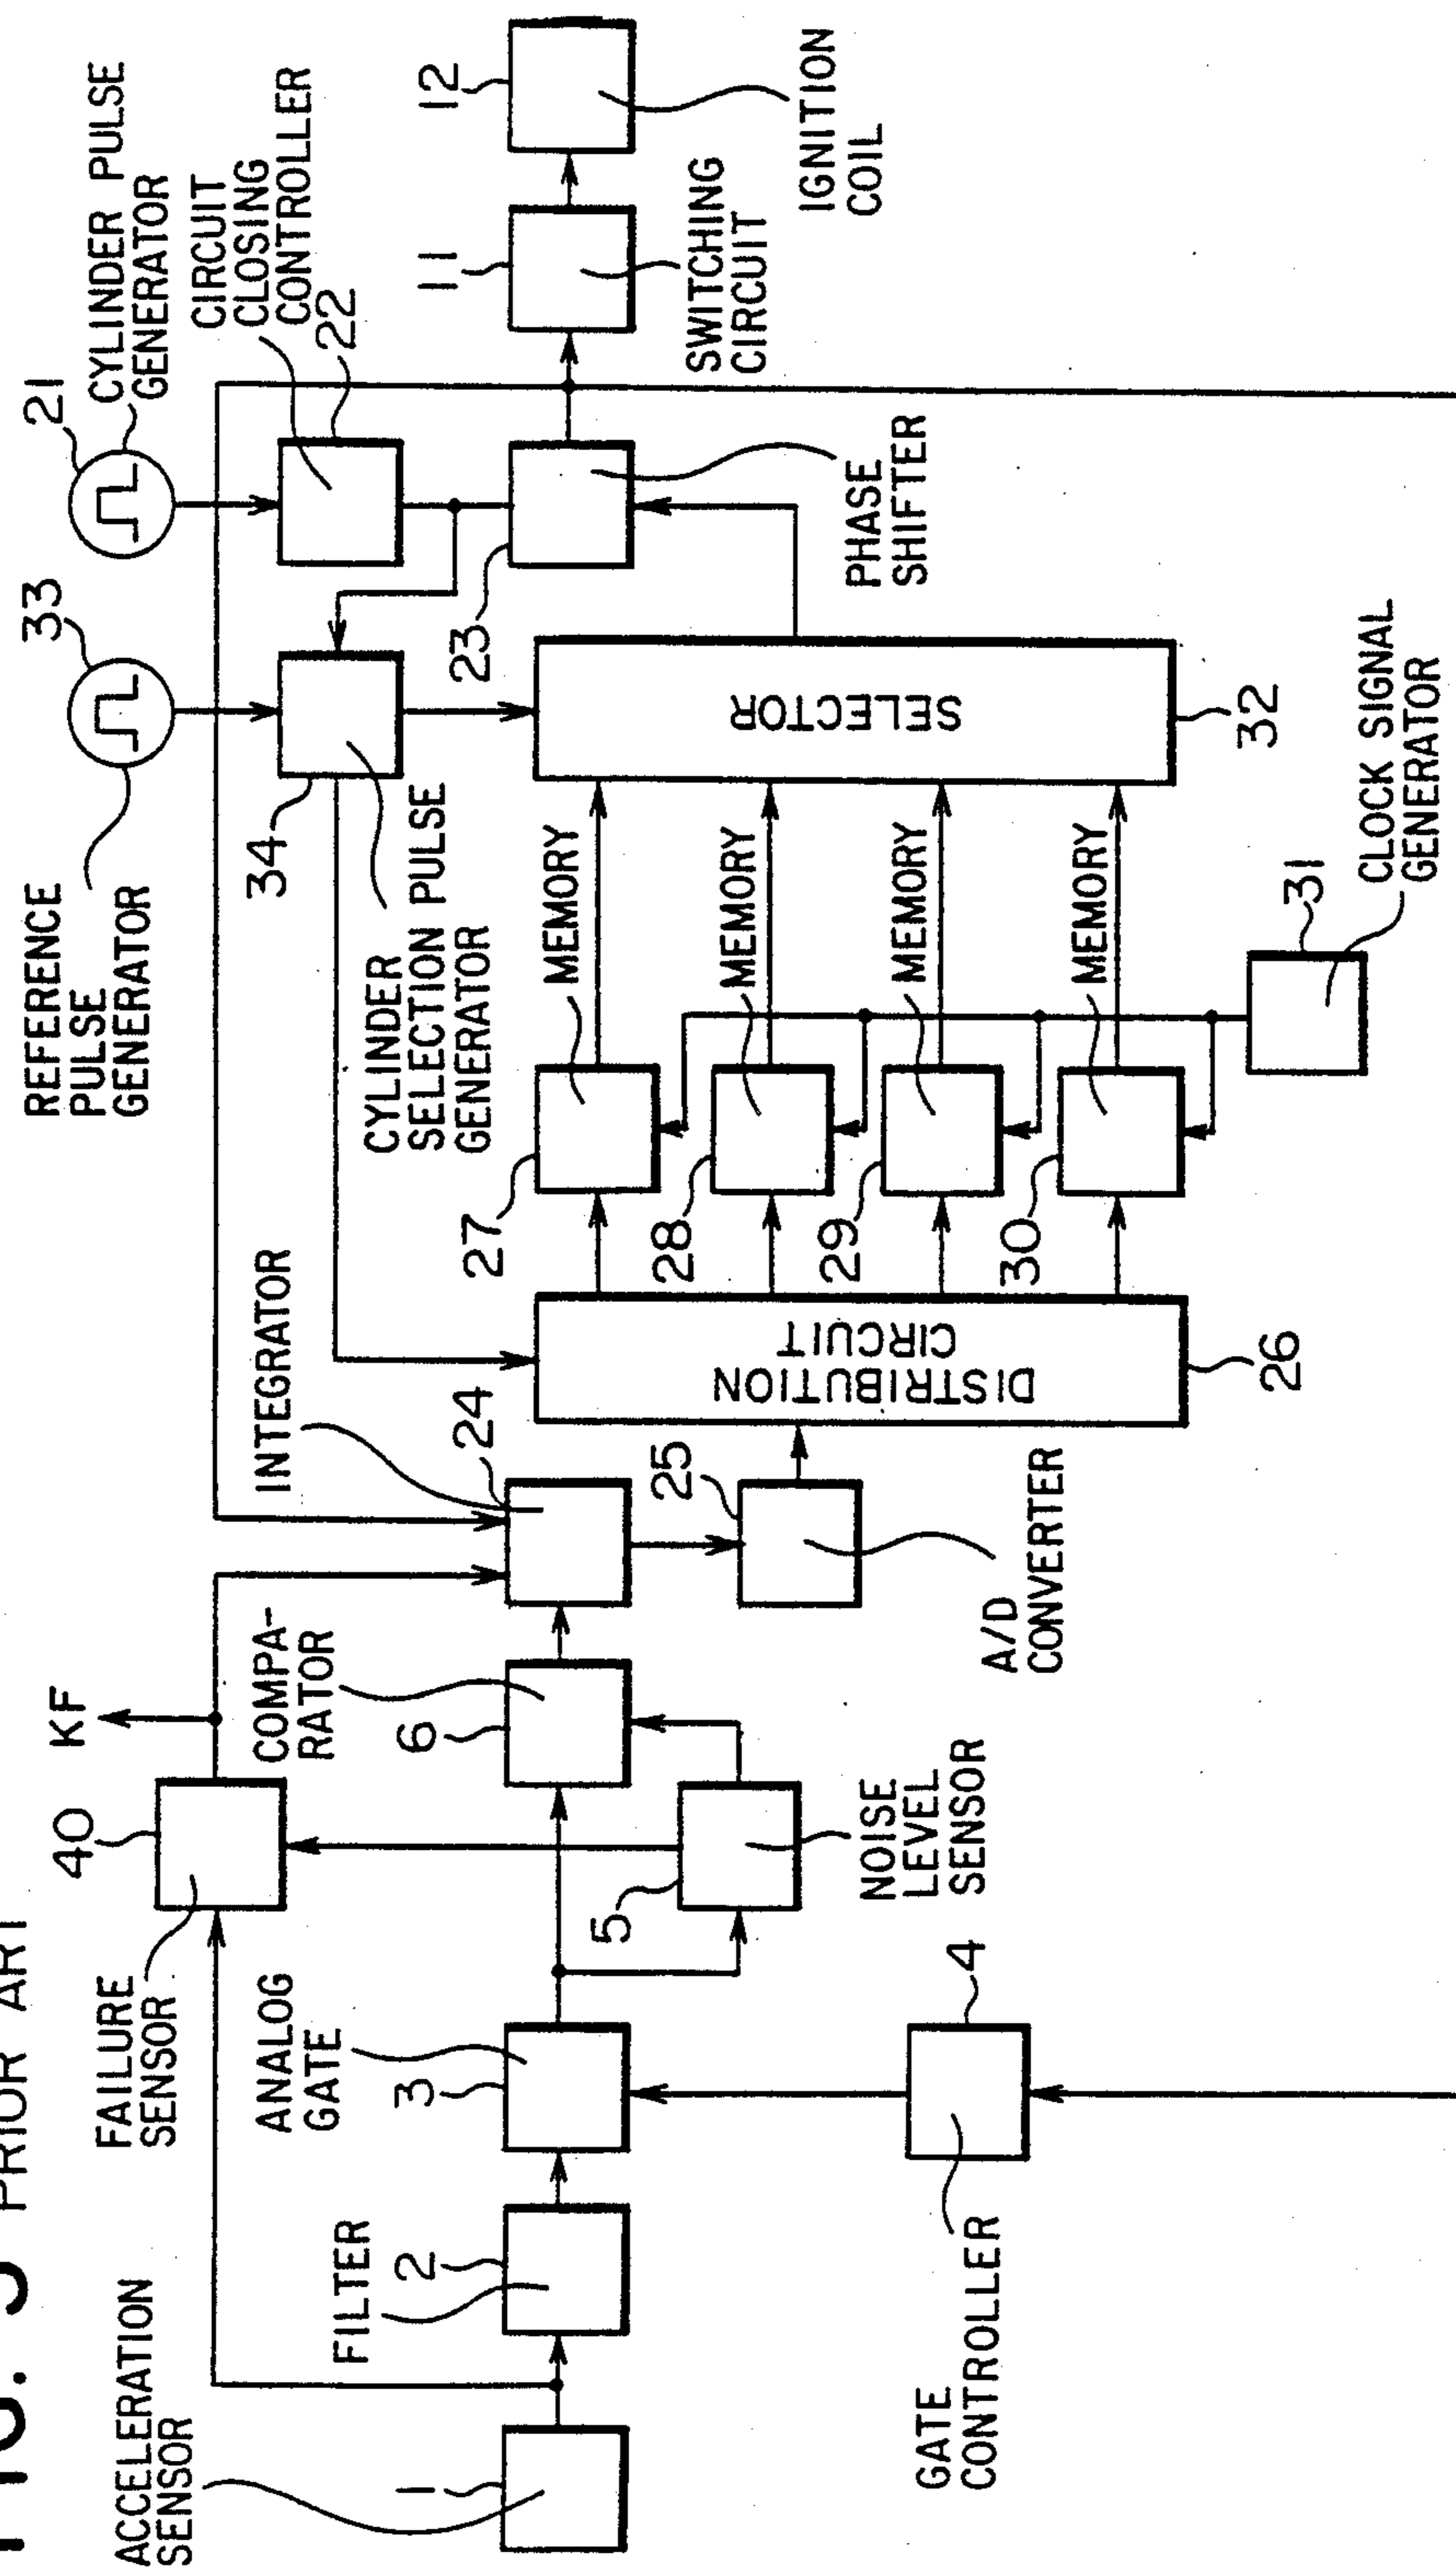 PRIOR ART
ACCELERATION
SENSOR
1
FILTER
2
FAILURE
SENSOR
40
KF
ANALOG
GATE
3
GATE
CONTROLLER
4
5
NOISE
LEVEL
SENSOR
COMPA-
RATOR
6
INTEGRATOR
24
25
A/D
CONVERTER
DISTRIBUTION
CIRCUIT
26
REFERENCE
PULSE
GENERATOR
33
34
CYLINDER
SELECTION PULSE
GENERATOR
27
MEMORY
28
MEMORY
29
MEMORY
30
MEMORY
31
CLOCK SIGNAL
GENERATOR
SELECTOR
32
21
CYLINDER PULSE
GENERATOR
CIRCUIT
CLOSING
CONTROLLER
22
23
PHASE
SHIFTER
11
SWITCHING
CIRCUIT
12
IGNITION
COIL